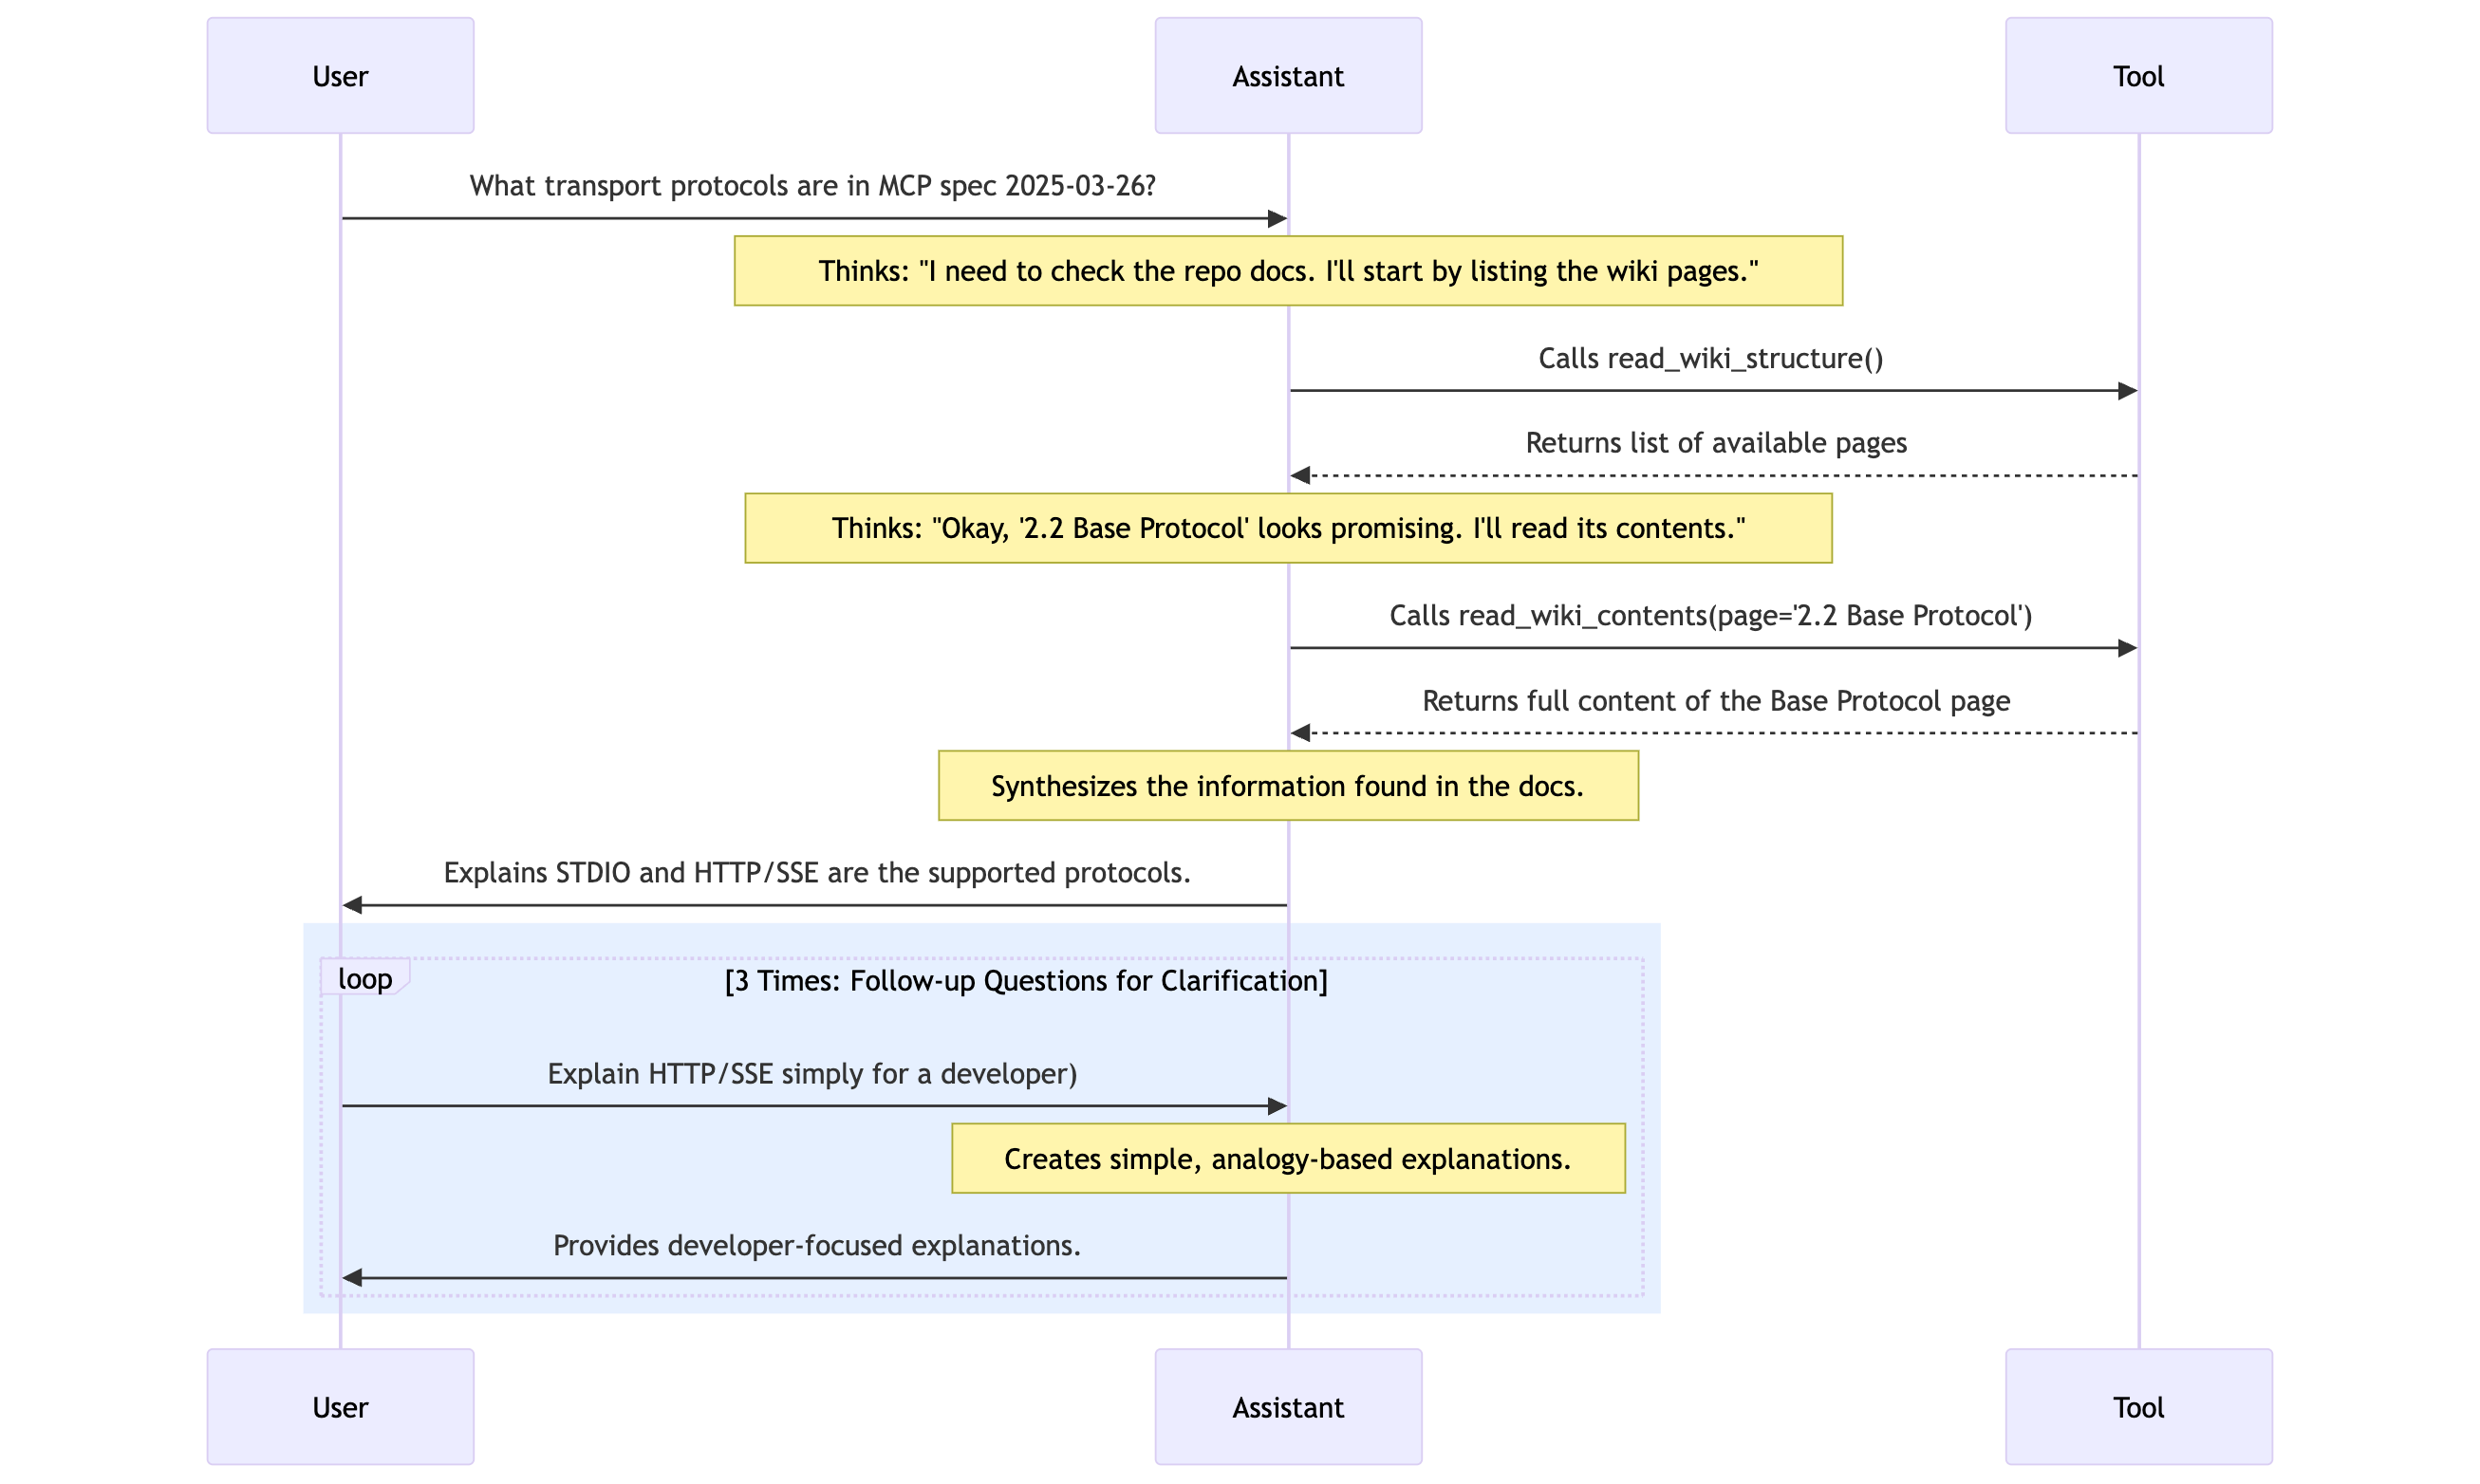 User
Assistant
Tool
What transport protocols are in MCP spec 2025-03-26?
Thinks: "I need to check the repo docs. I'll start by listing the wiki pages."
Calls read_wiki_structure()
Returns list of available pages
Thinks: "Okay, '2.2 Base Protocol' looks promising. I'll read its contents."
Calls read_wiki_contents(page='2.2 Base Protocol')
Returns full content of the Base Protocol page
Synthesizes the information found in the docs.
Explains STDIO and HTTP/SSE are the supported protocols.
loop
[3 Times: Follow-up Questions for Clarification]
Explain HTTP/SSE simply for a developer)
Creates simple, analogy-based explanations.
Provides developer-focused explanations.
User
Assistant
Tool